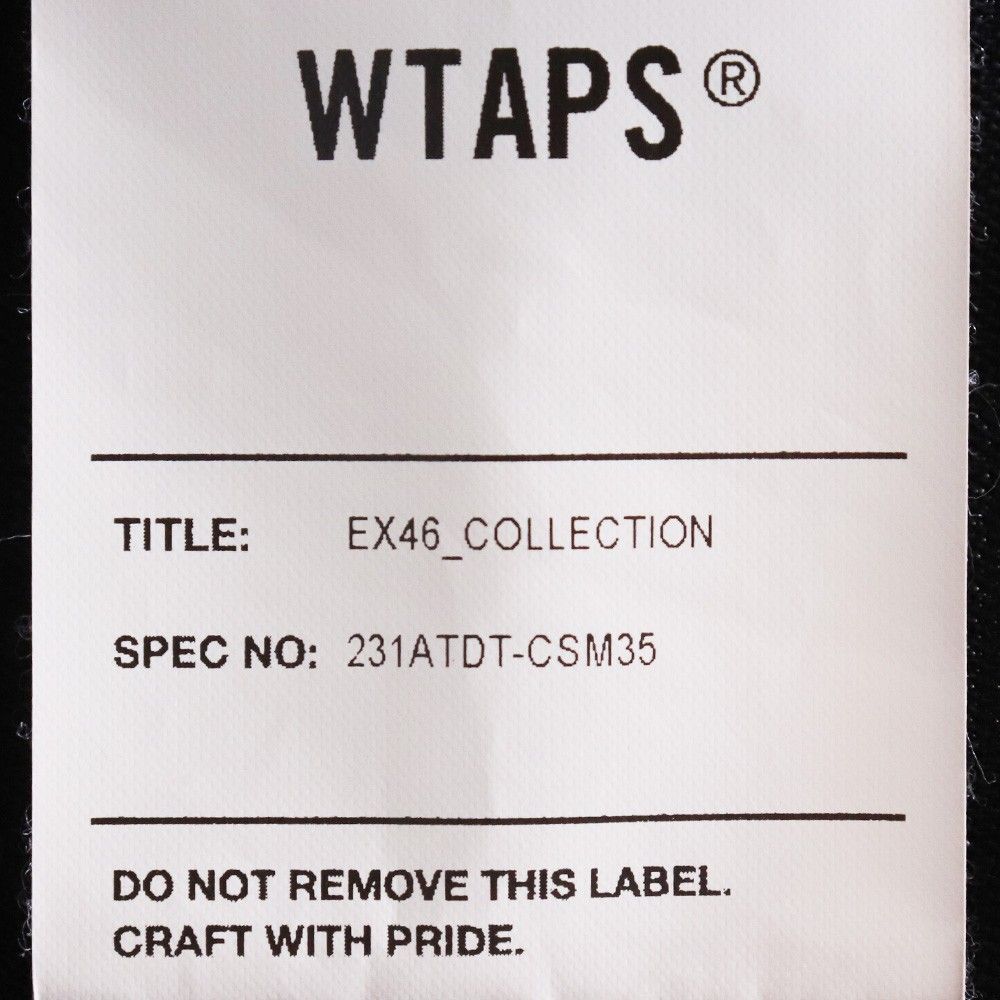 WTAPS®
TITLE: EX46_COLLECTION
SPEC NO: 231ATDT-CSM35
DO NOT REMOVE THIS LABEL.
CRAFT WITH PRIDE.